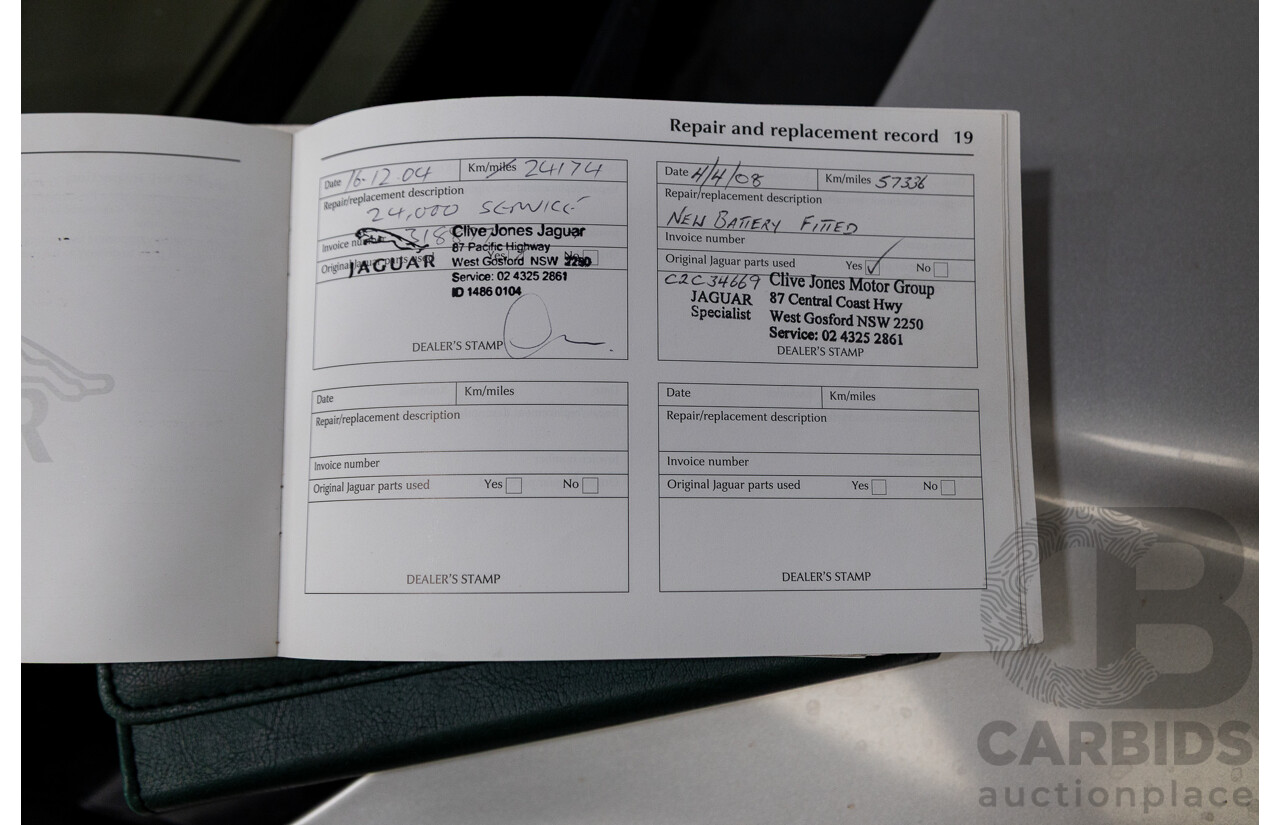 Repair and replacement record 19
Date 16-12-04 Km/miles 24174
Repair/replacement description
24,000 SERVICE
Invoice number 318
Original Jaguar parts used Yes No
JAGUAR
Clive Jones Jaguar
87 Pacific Highway
West Gosford NSW 2250
Service: 02 4325 2861
ID 1486 0104
DEALER'S STAMP
Date 4/4/08 Km/miles 57336
Repair/replacement description
NEW BATTERY FITTED
Invoice number
Original Jaguar parts used Yes ✓ No
C2C34669
JAGUAR
Specialist
Clive Jones Motor Group
87 Central Coast Hwy
West Gosford NSW 2250
Service: 02 4325 2861
DEALER'S STAMP
Date Km/miles
Repair/replacement description
Invoice number
Original Jaguar parts used Yes No
DEALER'S STAMP
Date Km/miles
Repair/replacement description
Invoice number
Original Jaguar parts used Yes No
DEALER'S STAMP
CB
CARBIDS
auctionplace